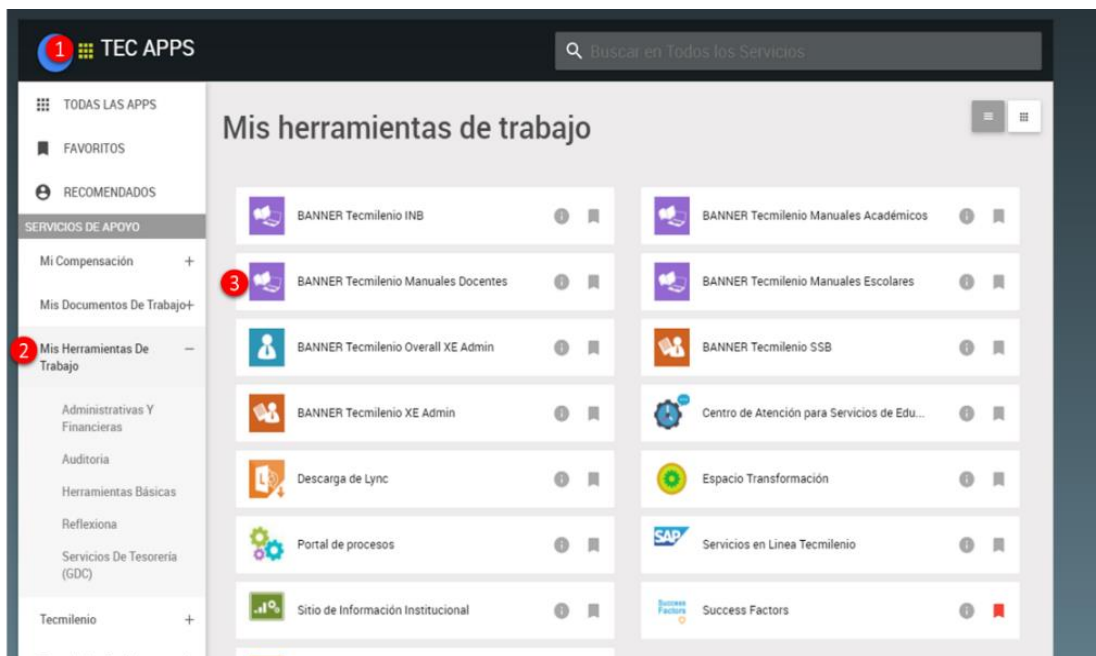 1 TEC APPS
Buscar en Todos los Servicios
TODAS LAS APPS
FAVORITOS
RECOMENDADOS
SERVICIOS DE APOYO
Mi Compensación +
Mis Documentos De Trabajo+
2 Mis Herramientas De
Trabajo −
Administrativas Y
Financieras
Auditoria
Herramientas Básicas
Reflexiona
Servicios De Tesorería
(GDC)
Tecmilenio +
Mis herramientas de trabajo
BANNER Tecmilenio INB
BANNER Tecmilenio Manuales Académicos
3 BANNER Tecmilenio Manuales Docentes
BANNER Tecmilenio Manuales Escolares
BANNER Tecmilenio Overall XE Admin
BANNER Tecmilenio SSB
BANNER Tecmilenio XE Admin
Centro de Atención para Servicios de Edu...
Descarga de Lync
Espacio Transformación
Portal de procesos
SAP Servicios en Linea Tecmilenio
Sitio de Información Institucional
Success
Factors
Success Factors